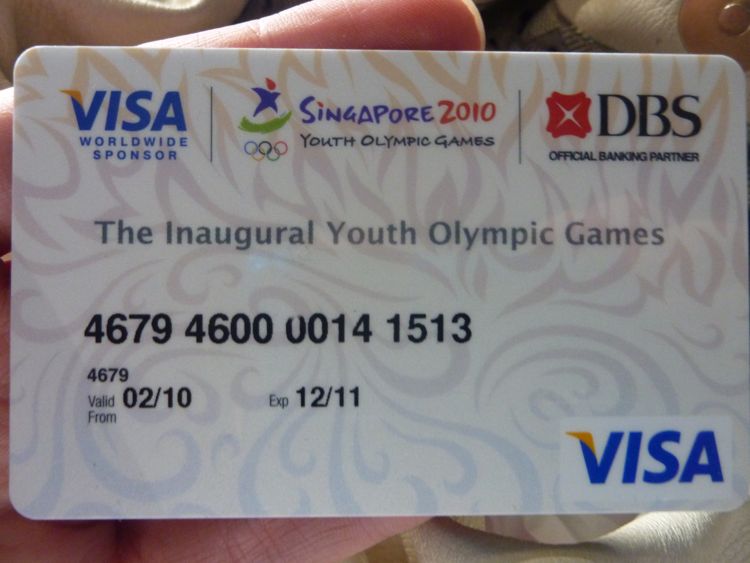 VISA
WORLDWIDE
SPONSOR
SINGAPORE 2010
YOUTH OLYMPIC GAMES
DBS
OFFICIAL BANKING PARTNER
The Inaugural Youth Olympic Games
4679 4600 0014 1513
4679
Valid From 02/10 Exp 12/11
VISA